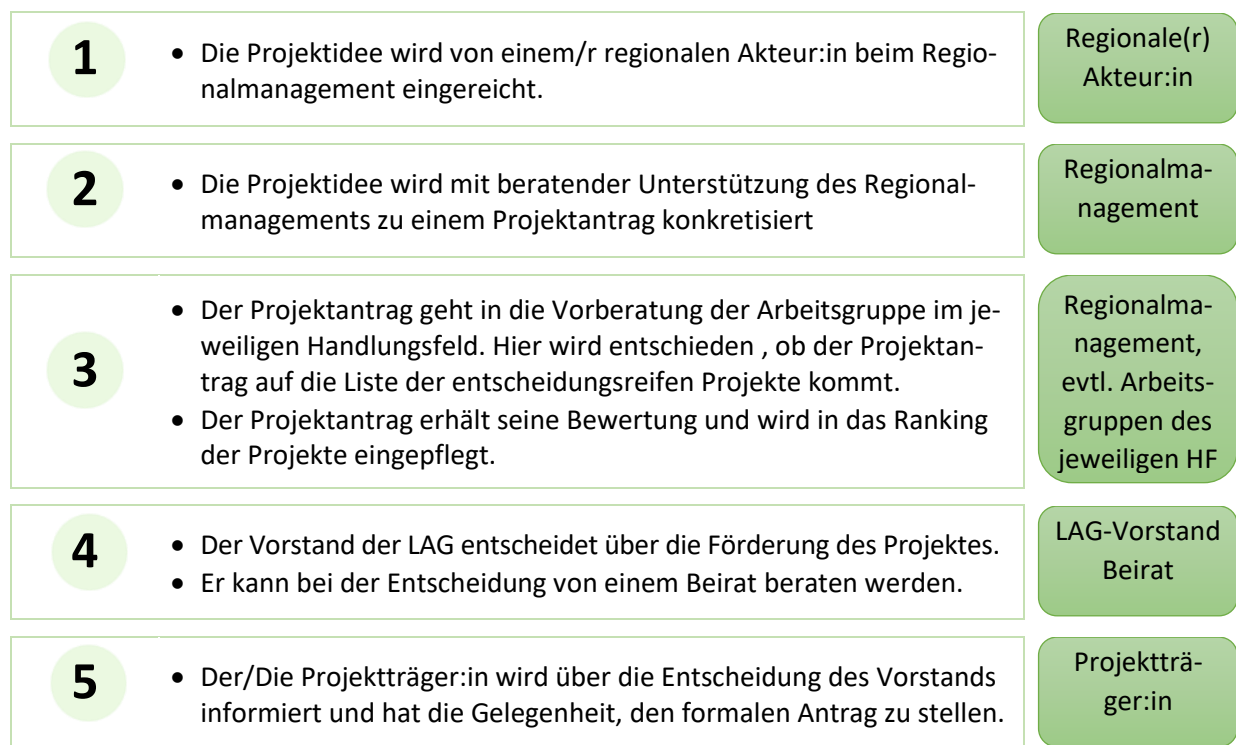 1
• Die Projektidee wird von einem/r regionalen Akteur:in beim Regio-
nalmanagement eingereicht.
Regionale(r)
Akteur:in
2
• Die Projektidee wird mit beratender Unterstützung des Regional-
managements zu einem Projektantrag konkretisiert
Regionalma-
nagement
3
• Der Projektantrag geht in die Vorberatung der Arbeitsgruppe im je-
weiligen Handlungsfeld. Hier wird entschieden , ob der Projektan-
trag auf die Liste der entscheidungsreifen Projekte kommt.
• Der Projektantrag erhält seine Bewertung und wird in das Ranking
der Projekte eingepflegt.
Regionalma-
nagement,
evtl. Arbeits-
gruppen des
jeweiligen HF
4
• Der Vorstand der LAG entscheidet über die Förderung des Projektes.
• Er kann bei der Entscheidung von einem Beirat beraten werden.
LAG-Vorstand
Beirat
5
• Der/Die Projektträger:in wird über die Entscheidung des Vorstands
informiert und hat die Gelegenheit, den formalen Antrag zu stellen.
Projektträ-
ger:in